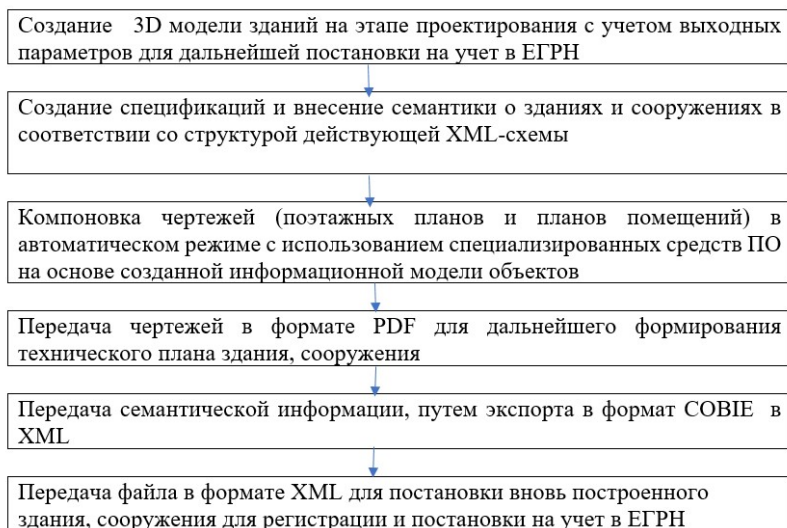 Создание 3D модели зданий на этапе проектирования с учетом выходных
параметров для дальнейшей постановки на учет в ЕГРН
Создание спецификаций и внесение семантики о зданиях и сооружениях в
соответствии со структурой действующей XML-схемы
Компоновка чертежей (поэтажных планов и планов помещений) в
автоматическом режиме с использованием специализированных средств ПО
на основе созданной информационной модели объектов
Передача чертежей в формате PDF для дальнейшего формирования
технического плана здания, сооружения
Передача семантической информации, путем экспорта в формат COBIE в
XML
Передача файла в формате XML для постановки вновь построенного
здания, сооружения для регистрации и постановки на учет в ЕГРН